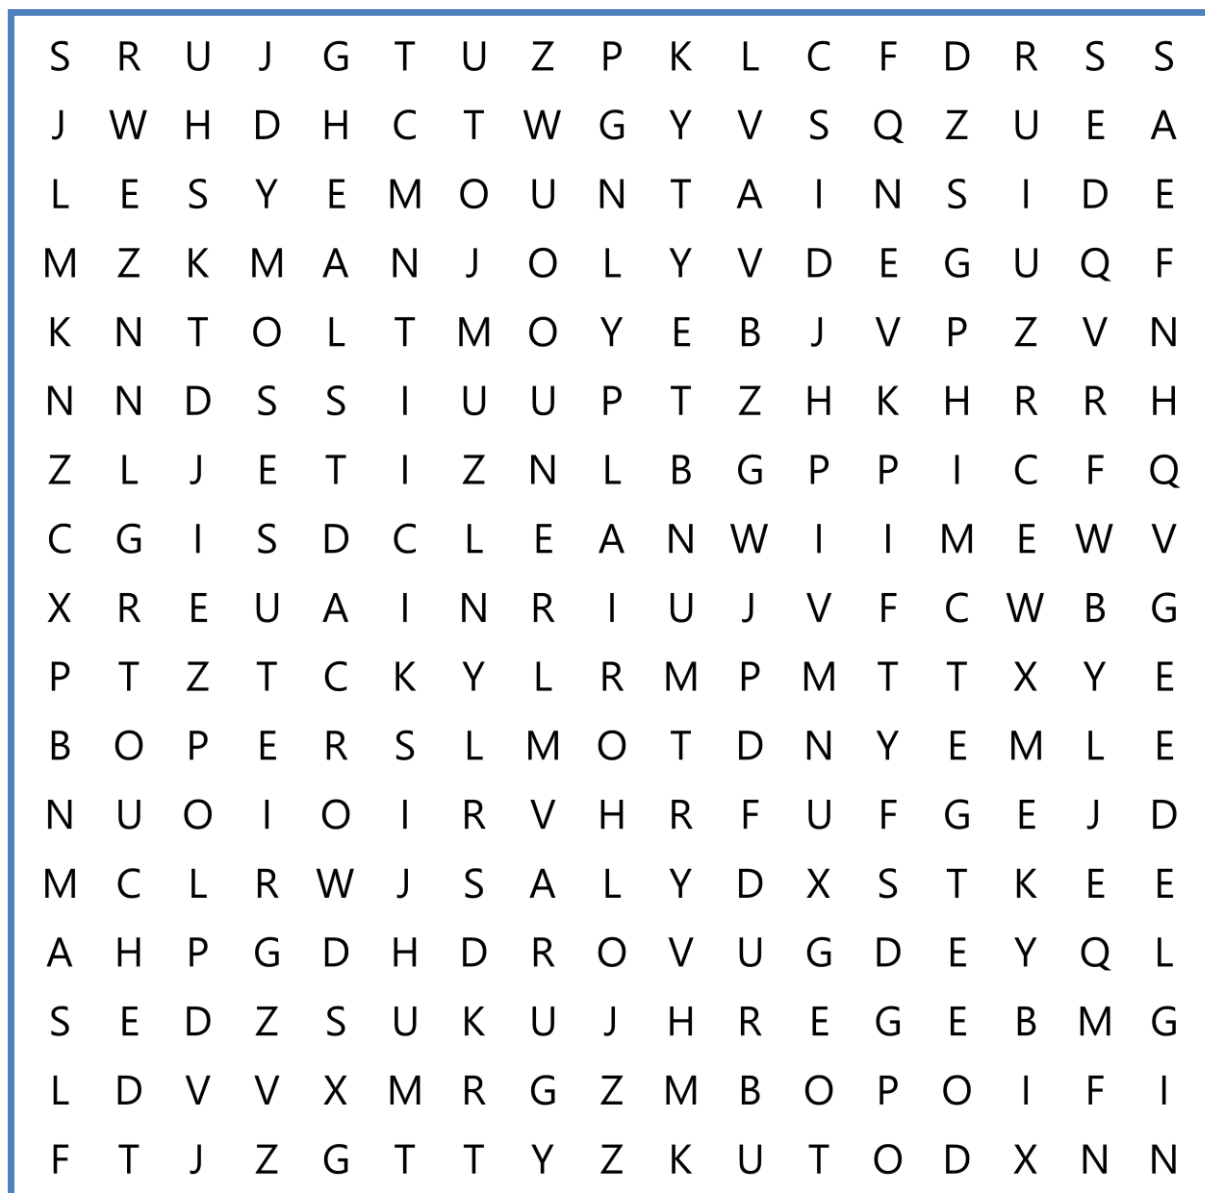 S R U J G T U Z P K L C F D R S S
J W H D H C T W G Y V S Q Z U E A
L E S Y E M O U N T A I N S I D E
M Z K M A N J O L Y V D E G U Q F
K N T O L T M O Y E B J V P Z V N
N N D S S I U U P T Z H K H R R H
Z L J E T I Z N L B G P P I C F Q
C G I S D C L E A N W I I M E W V
X R E U A I N R I U J V F C W B G
P T Z T C K Y L R M P M T T X Y E
B O P E R S L M O T D N Y E M L E
N U O I O I R V H R F U F G E J D
M C L R W J S A L Y D X S T K E E
A H P G D H D R O V U G D E Y Q L
S E D Z S U K U J H R E G E B M G
L D V V X M R G Z M B O P O I F I
F T J Z G T T Y Z K U T O D X N N